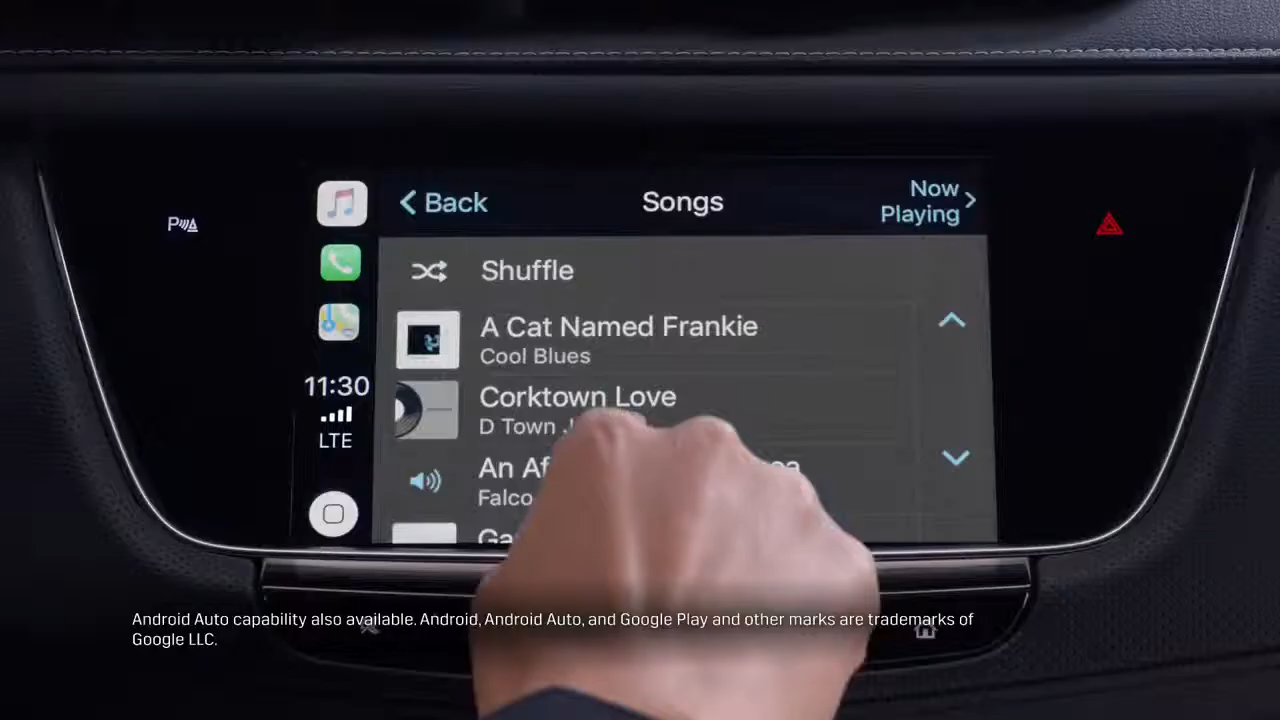 Back
Songs
Now
Playing
Shuffle
A Cat Named Frankie
Cool Blues
Corktown Love
D Town
An
Falco
11:30
LTE
P
Android Auto capability also available. Android, Android Auto, and Google Play and other marks are trademarks of
Google LLC.